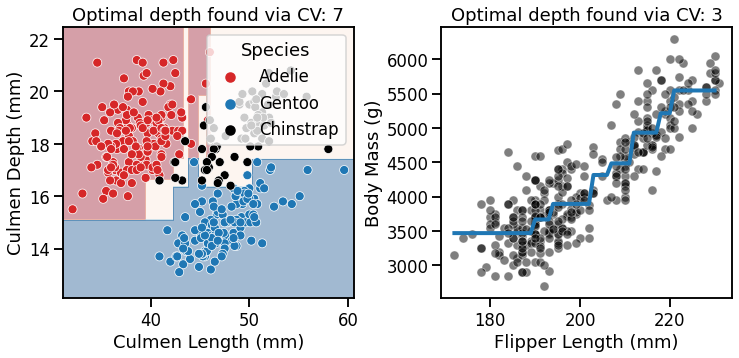 Optimal depth found via CV: 7
Culmen Depth (mm)
22
20
18
16
14
Species
Adelie
Gentoo
Chinstrap
40
50
60
Culmen Length (mm)
Optimal depth found via CV: 3
Body Mass (g)
6000
5500
5000
4500
4000
3500
3000
180
200
220
Flipper Length (mm)